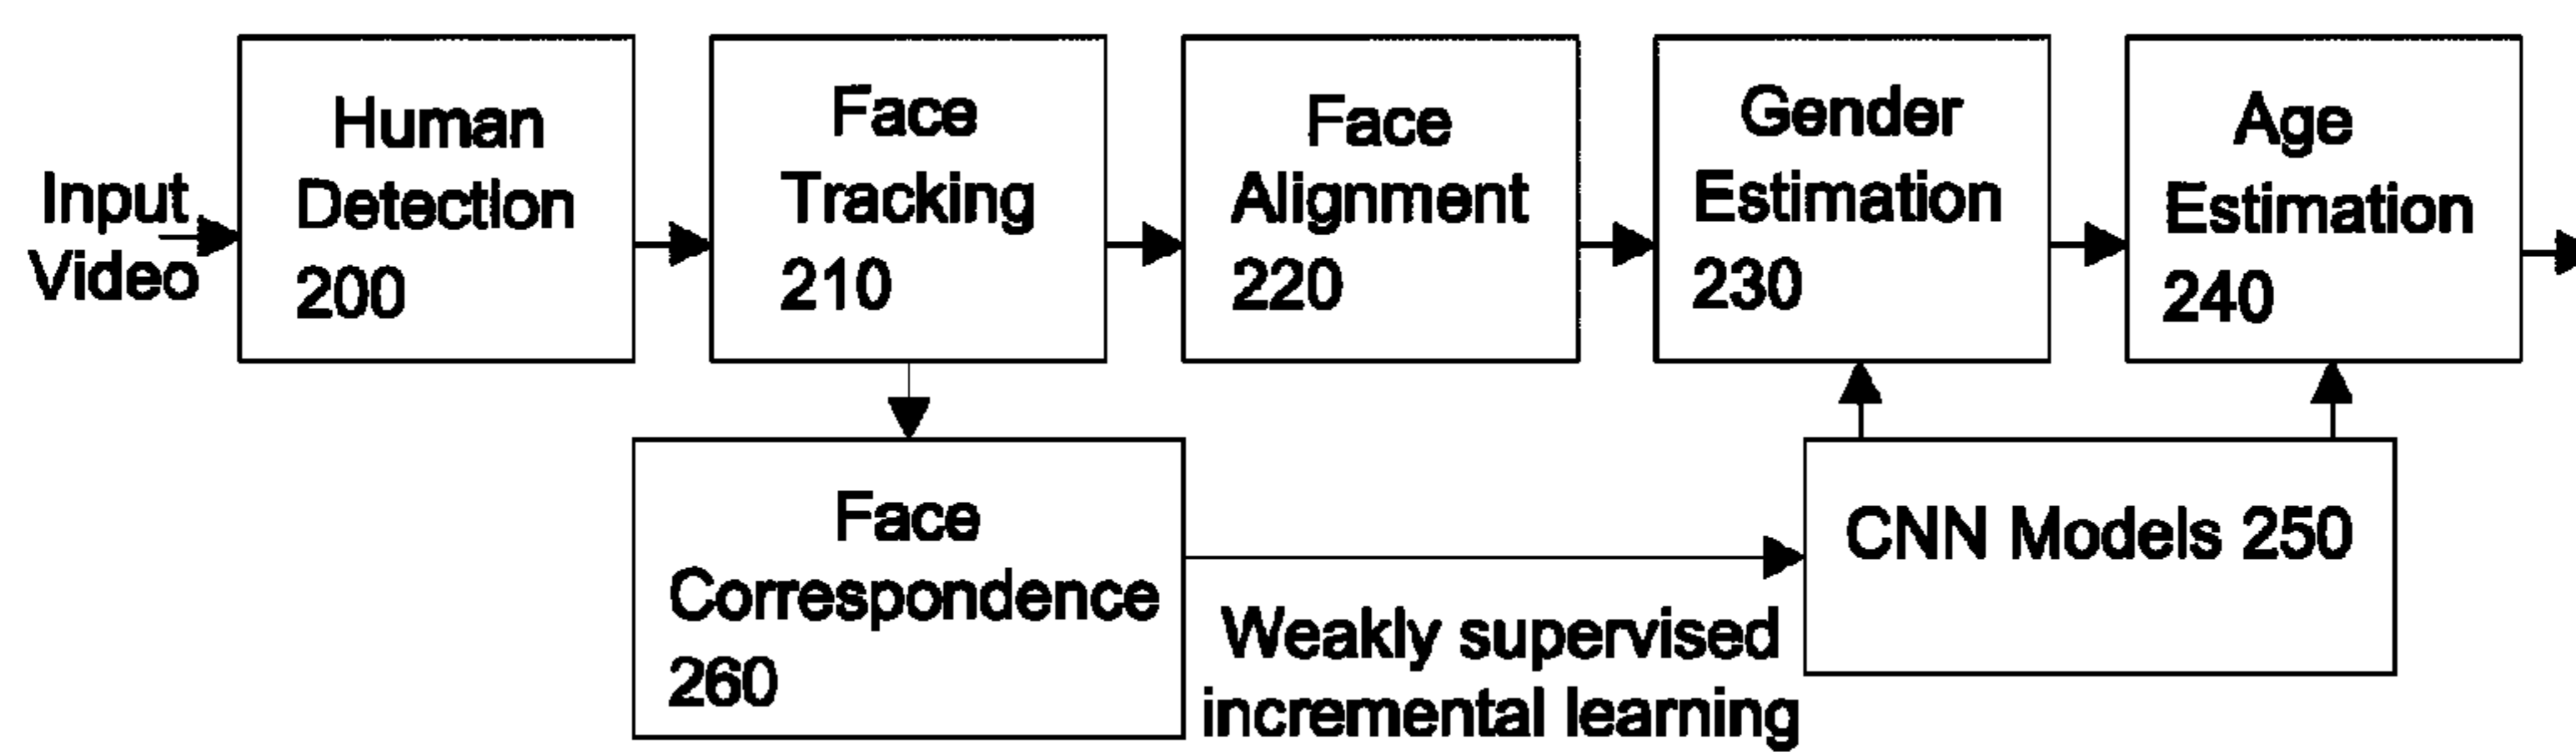 Input
Video
Human
Detection
200
Face
Tracking
210
Face
Alignment
220
Gender
Estimation
230
Age
Estimation
240
Face
Correspondence
260
Weakly supervised
incremental learning
CNN Models 250